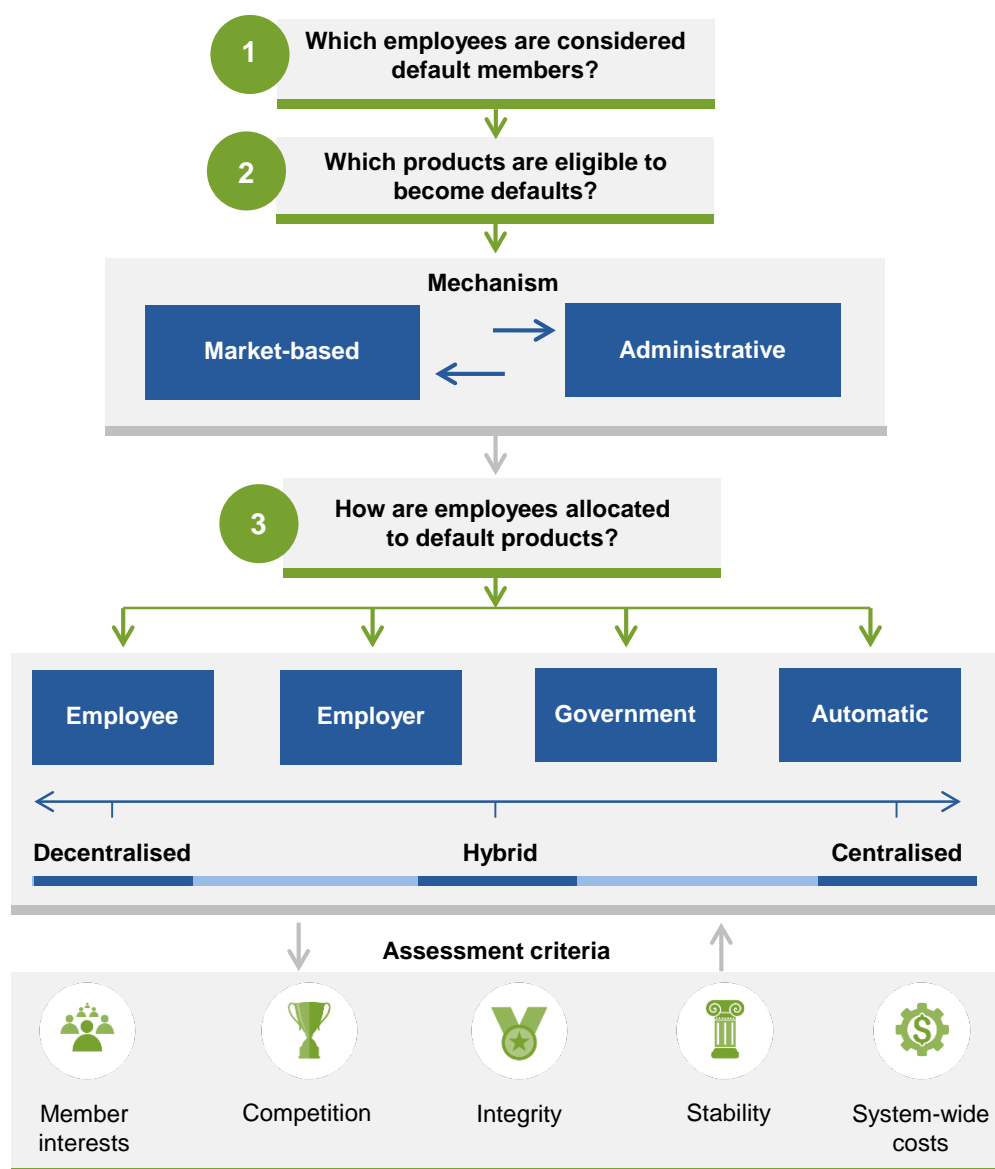 1
Which employees are considered
default members?
2
Which products are eligible to
become defaults?
Mechanism
Market-based
Administrative
3
How are employees allocated
to default products?
Employee
Employer
Government
Automatic
Decentralised
Hybrid
Centralised
Assessment criteria
$
Member
interests
Competition
Integrity
Stability
System-wide
costs